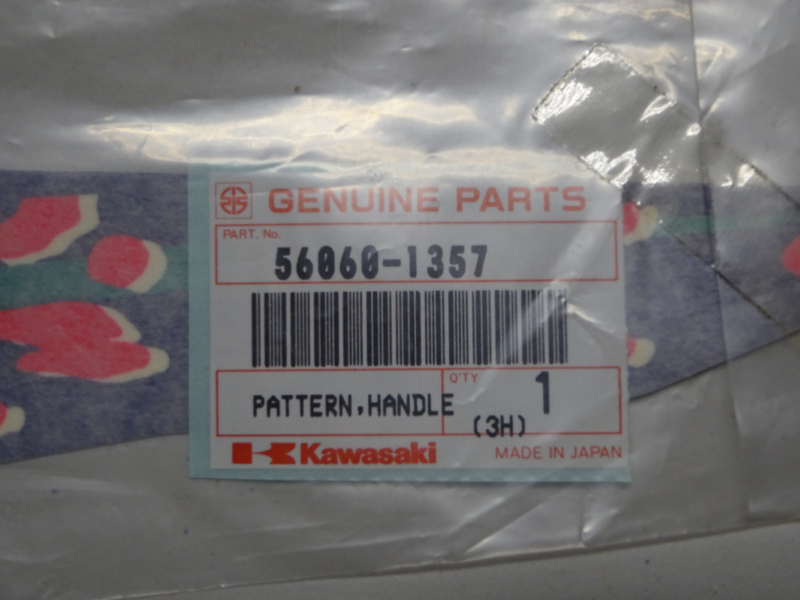 GENUINE PARTS
PART. No.
56060-1357
PATTERN,HANDLE
Q'TY
1
(3H)
Kawasaki
MADE IN JAPAN